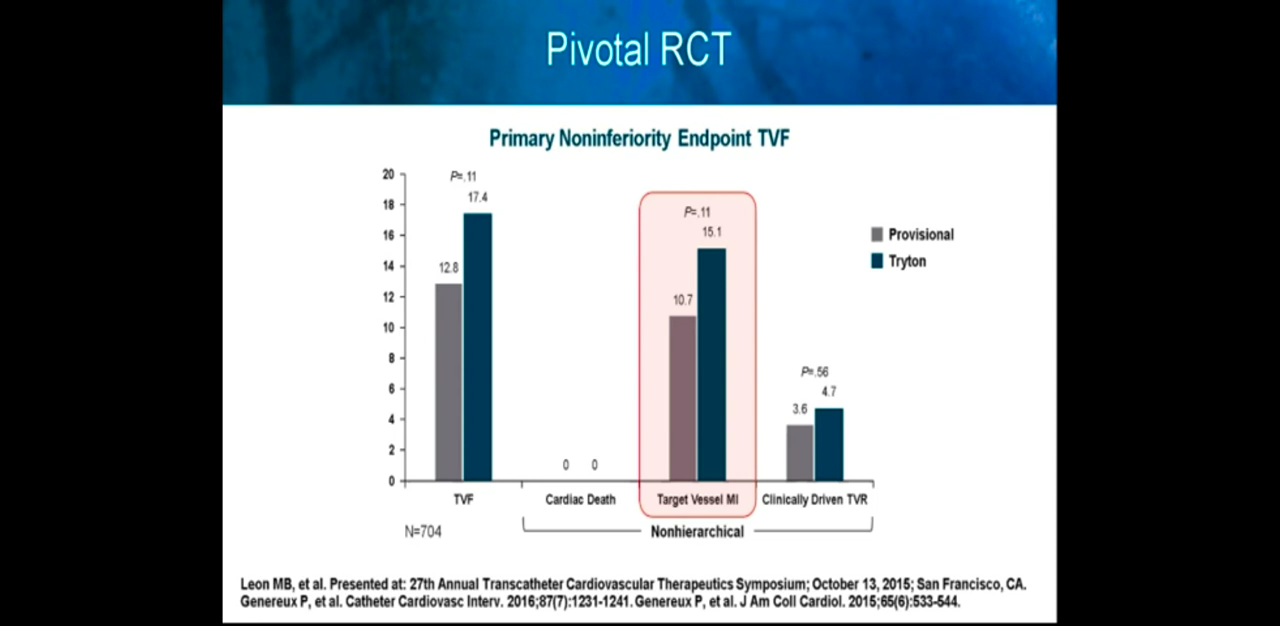 Pivotal RCT
Primary Noninferiority Endpoint TVF
20
18
16
14
12
10
8
6
4
2
0
P=.11
17.4
12.8
0 0
P=.11
15.1
10.7
P=.56
4.7
3.6
Provisional
Tryton
TVF Cardiac Death Target Vessel MI Clinically Driven TVR
N=704
Nonhierarchical
Leon MB, et al. Presented at: 27th Annual Transcatheter Cardiovascular Therapeutics Symposium; October 13, 2015; San Francisco, CA.
Genereux P, et al. Catheter Cardiovasc Interv. 2016;87(7):1231-1241. Genereux P, et al. J Am Coll Cardiol. 2015;65(6):533-544.